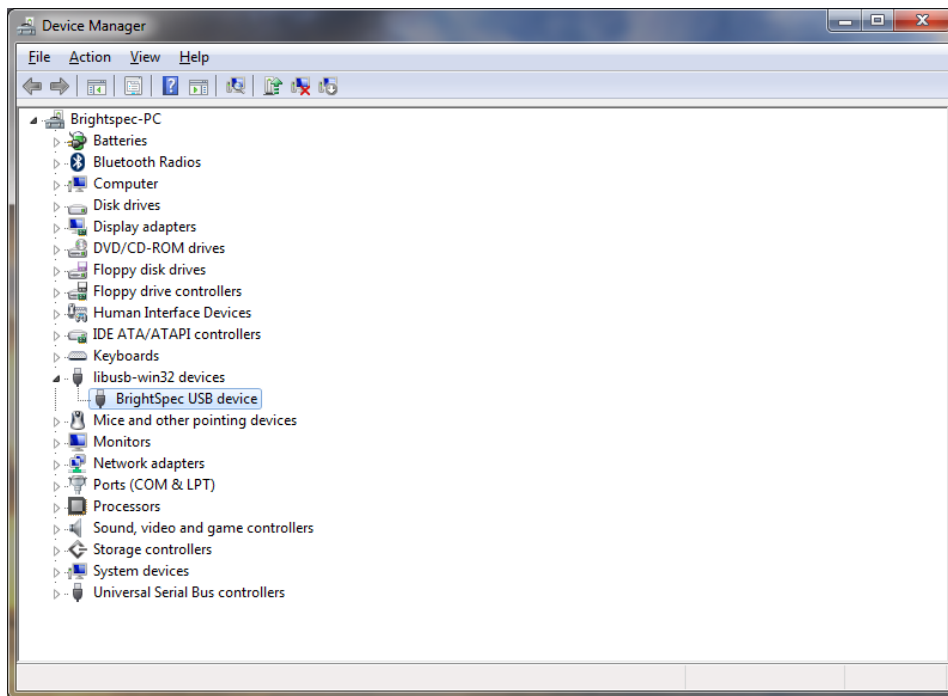 Device Manager
File Action View Help
Brightspec-PC
Batteries
Bluetooth Radios
Computer
Disk drives
Display adapters
DVD/CD-ROM drives
Floppy disk drives
Floppy drive controllers
Human Interface Devices
IDE ATA/ATAPI controllers
Keyboards
libusb-win32 devices
BrightSpec USB device
Mice and other pointing devices
Monitors
Network adapters
Ports (COM & LPT)
Processors
Sound, video and game controllers
Storage controllers
System devices
Universal Serial Bus controllers